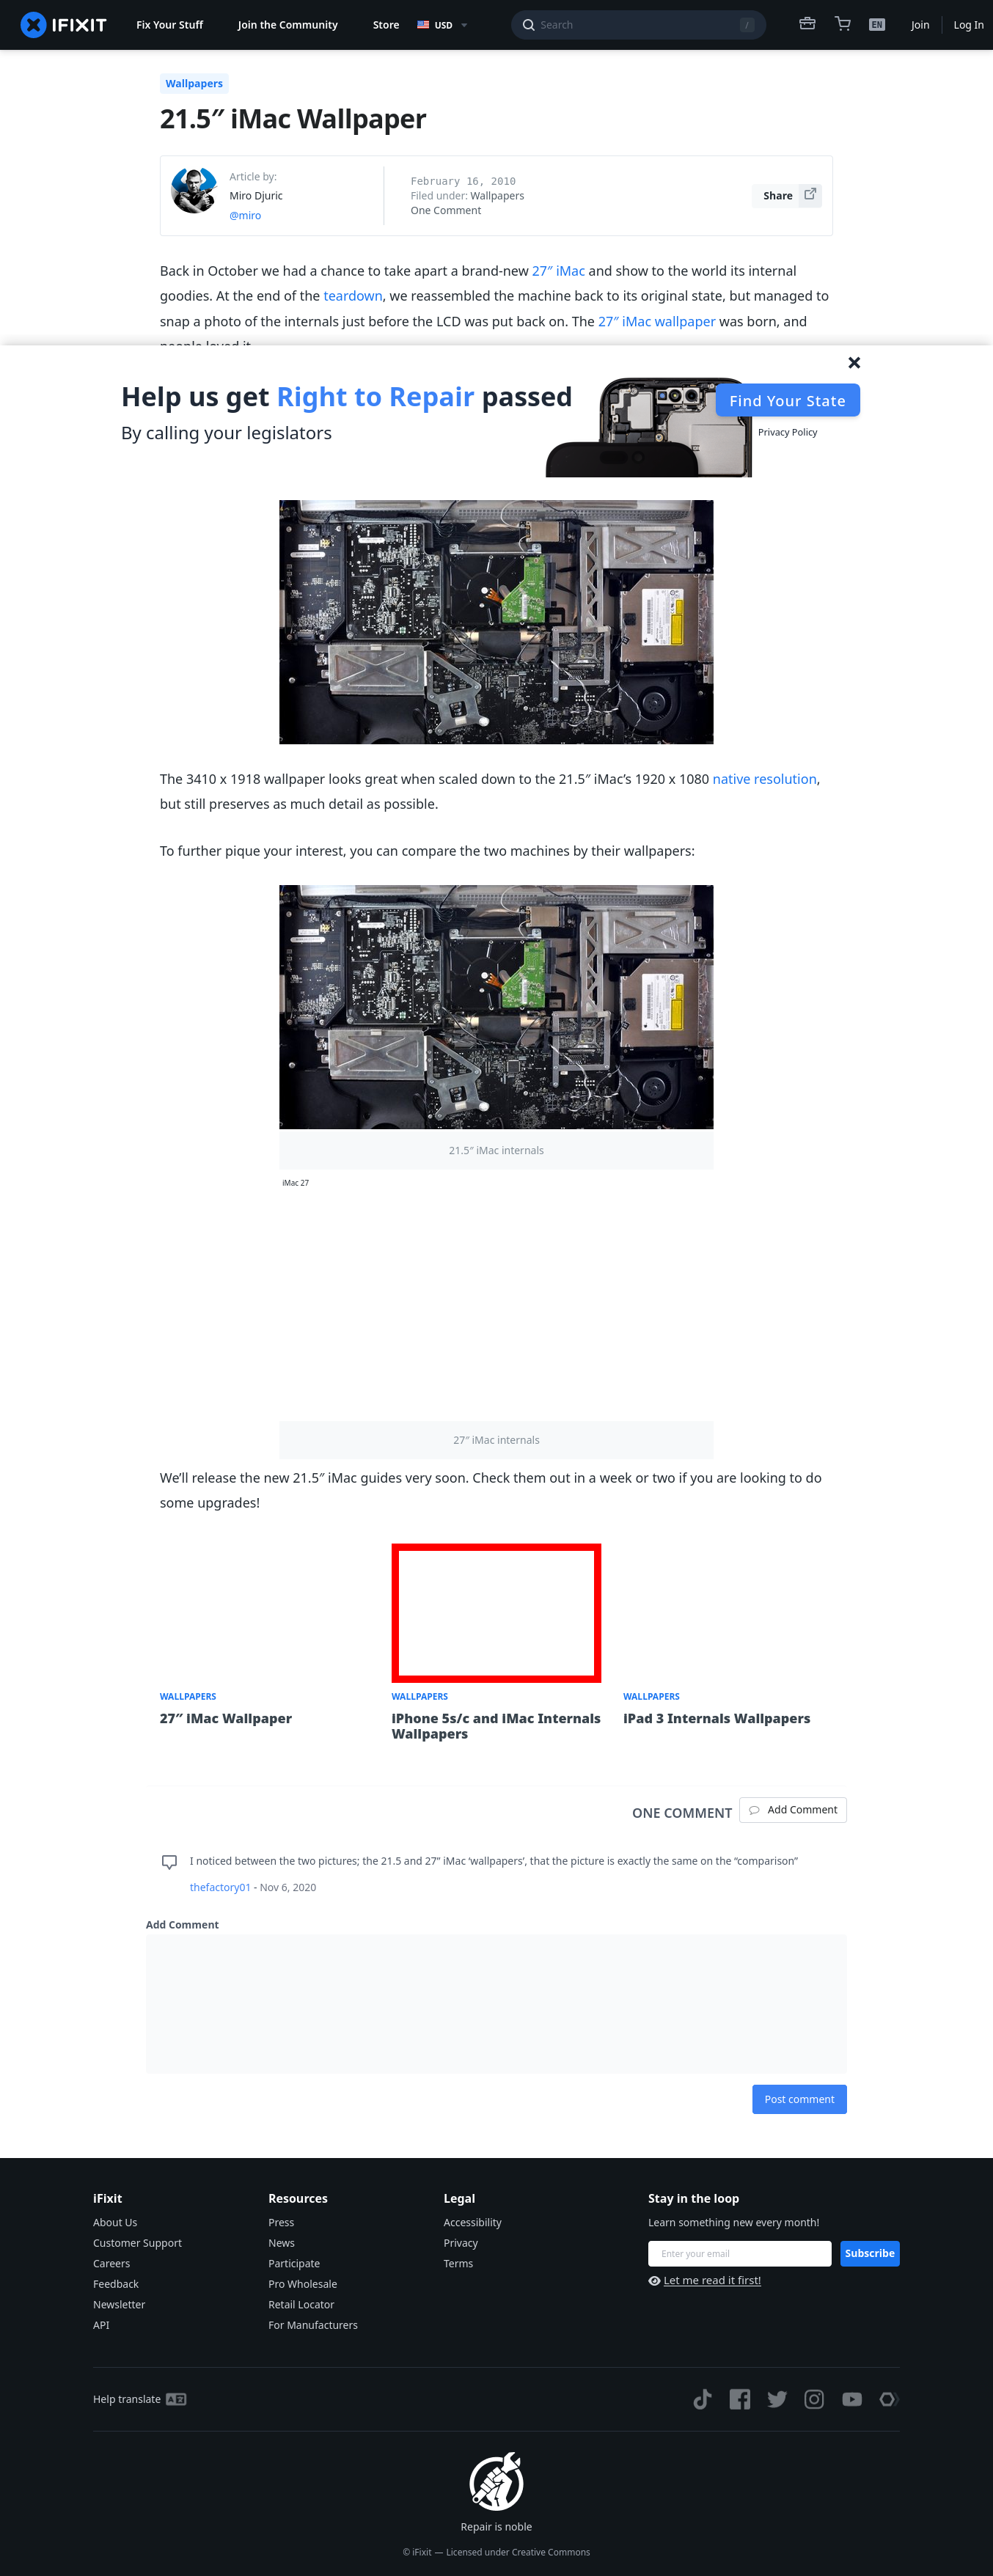 IFIXIT
Fix Your Stuff
Join the Community
Store
USD
Search
/
EN
Join
Log In
Wallpapers
21.5″ iMac Wallpaper
Article by:
Miro Djuric
@miro
February 16, 2010
Filed under: Wallpapers
One Comment
Share
Back in October we had a chance to take apart a brand-new 27″ iMac and show to the world its internal
goodies. At the end of the teardown, we reassembled the machine back to its original state, but managed to
snap a photo of the internals just before the LCD was put back on. The 27″ iMac wallpaper was born, and
people loved it
Help us get Right to Repair passed
By calling your legislators
Find Your State
Privacy Policy
The 3410 x 1918 wallpaper looks great when scaled down to the 21.5″ iMac’s 1920 x 1080 native resolution,
but still preserves as much detail as possible.
To further pique your interest, you can compare the two machines by their wallpapers:
21.5″ iMac internals
iMac 27
27″ iMac internals
We’ll release the new 21.5″ iMac guides very soon. Check them out in a week or two if you are looking to do
some upgrades!
WALLPAPERS
27″ iMac Wallpaper
WALLPAPERS
iPhone 5s/c and iMac Internals
Wallpapers
WALLPAPERS
iPad 3 Internals Wallpapers
ONE COMMENT
Add Comment
I noticed between the two pictures; the 21.5 and 27” iMac ‘wallpapers’, that the picture is exactly the same on the “comparison”
thefactory01 - Nov 6, 2020
Add Comment
Post comment
iFixit
About Us
Customer Support
Careers
Feedback
Newsletter
API
Resources
Press
News
Participate
Pro Wholesale
Retail Locator
For Manufacturers
Legal
Accessibility
Privacy
Terms
Stay in the loop
Learn something new every month!
Enter your email
Subscribe
Let me read it first!
Help translate
Repair is noble
© iFixit — Licensed under Creative Commons